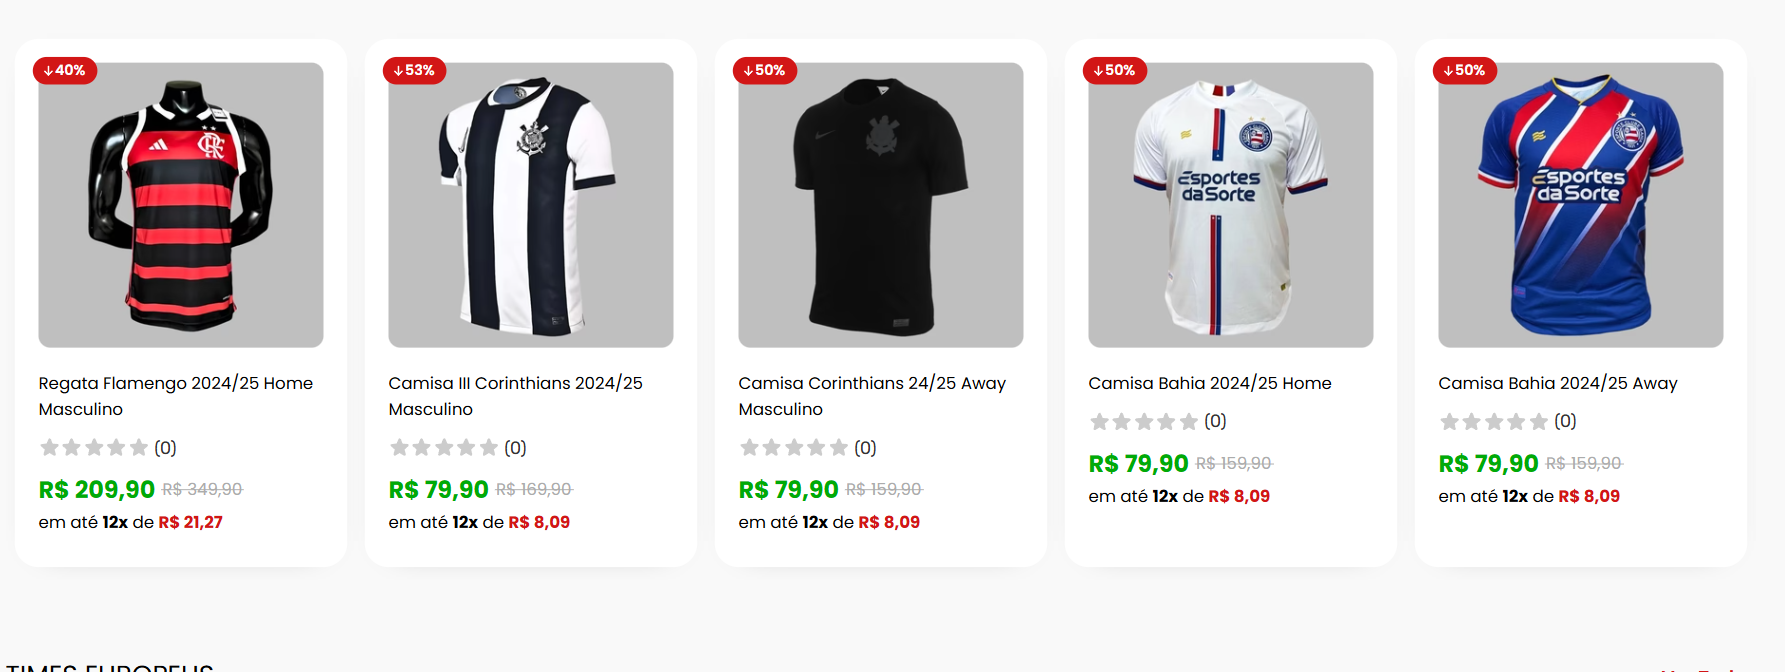 ↓40%
Regata Flamengo 2024/25 Home
Masculino
(0)
R$ 209,90 R$ 349,90
em até 12x de R$ 21,27
↓53%
Camisa III Corinthians 2024/25
Masculino
(0)
R$ 79,90 R$ 169,90
em até 12x de R$ 8,09
↓50%
Camisa Corinthians 24/25 Away
Masculino
(0)
R$ 79,90 R$ 159,90
em até 12x de R$ 8,09
↓50%
Esportes
da Sorte
Camisa Bahia 2024/25 Home
(0)
R$ 79,90 R$ 159,90
em até 12x de R$ 8,09
↓50%
Esportes
da Sorte
Camisa Bahia 2024/25 Away
(0)
R$ 79,90 R$ 159,90
em até 12x de R$ 8,09
TIMES EUROPEUS